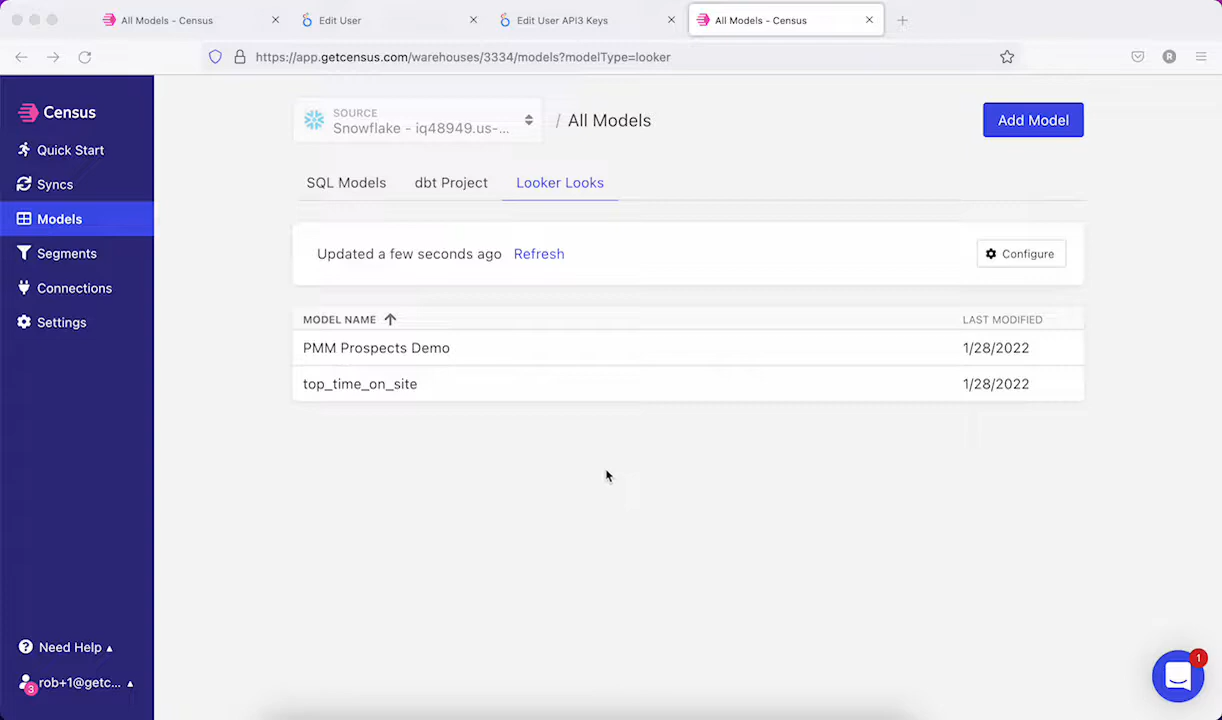 All Models - Census
Edit User
Edit User API3 Keys
All Models - Census
https://app.getcensus.com/warehouses/3334/models?modelType=looker
R
Census
Quick Start
Syncs
Models
Segments
Connections
Settings
Need Help
3
rob+1@getc...
SOURCE
Snowflake - iq48949.us-...
/ All Models
Add Model
SQL Models
dbt Project
Looker Looks
Updated a few seconds ago Refresh
Configure
MODEL NAME
LAST MODIFIED
PMM Prospects Demo
1/28/2022
top_time_on_site
1/28/2022
1